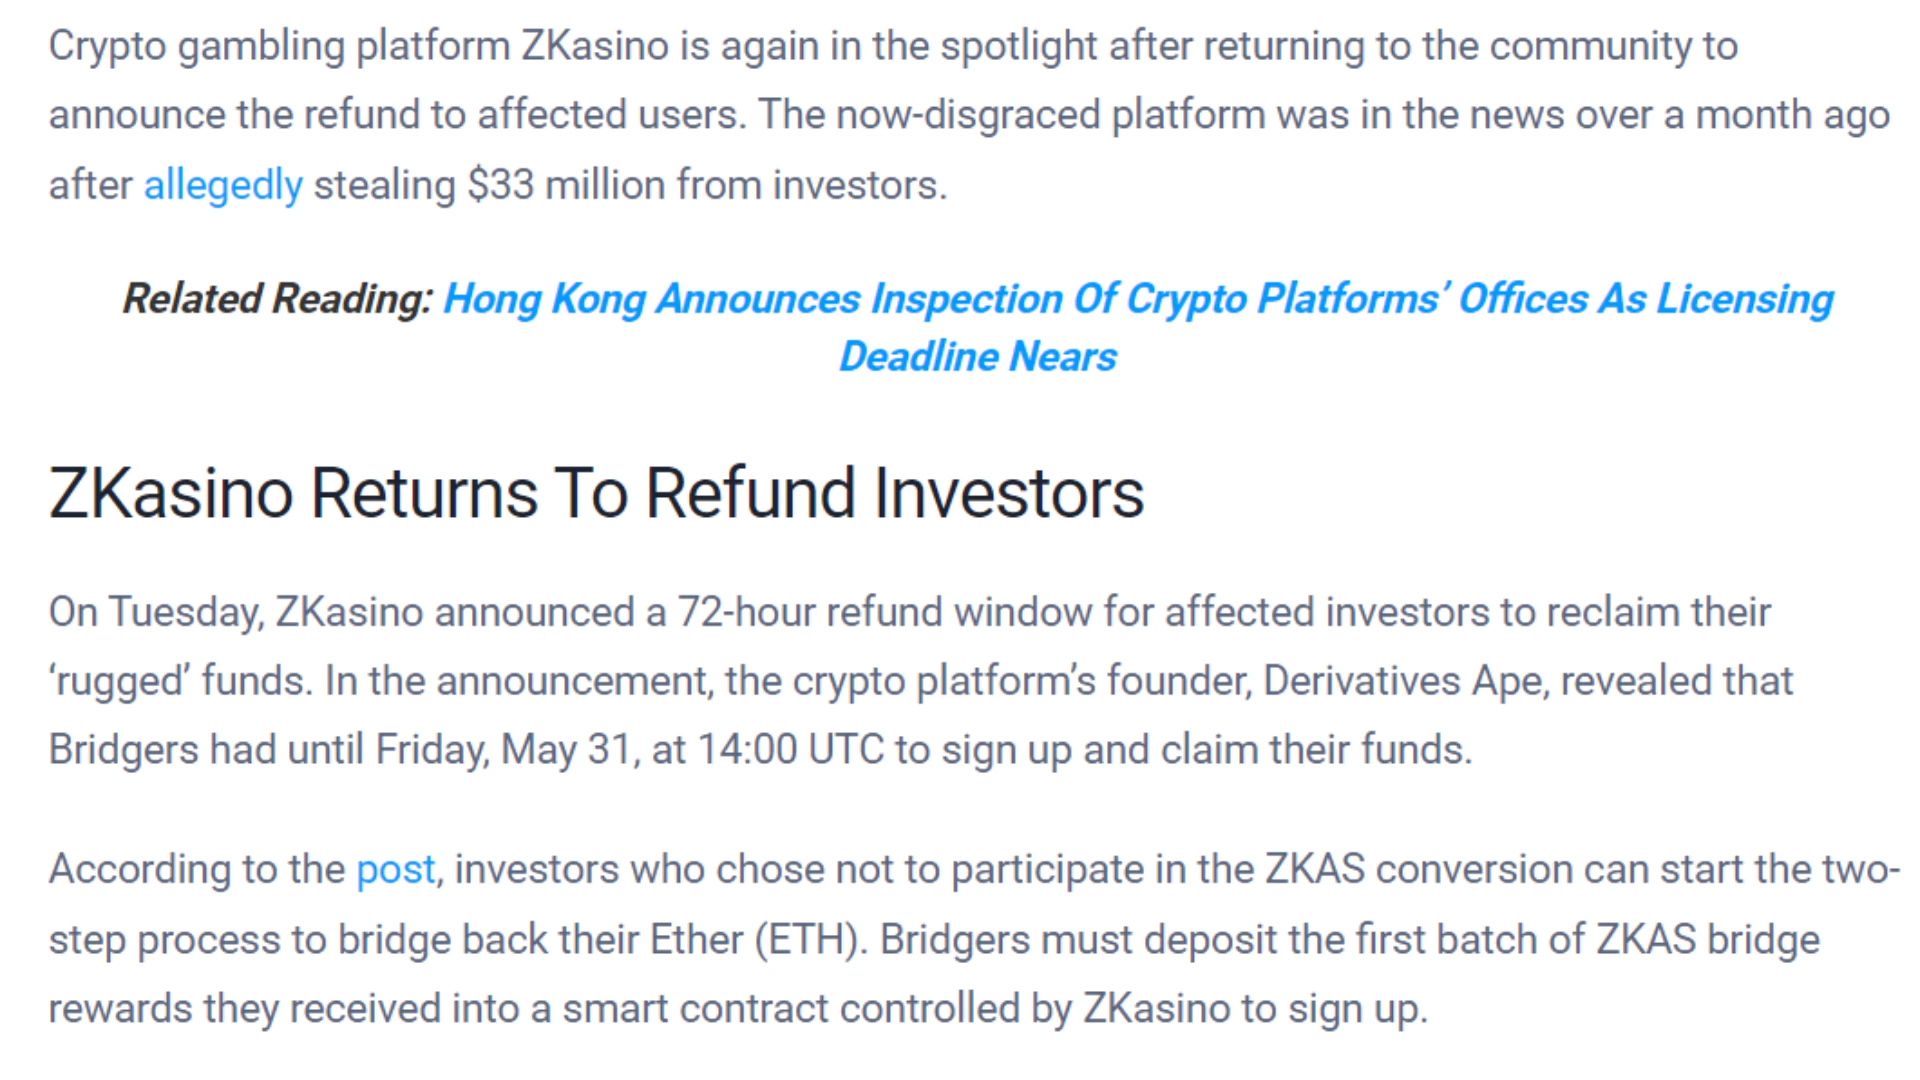 Crypto gambling platform ZKasino is again in the spotlight after returning to the community to
announce the refund to affected users. The now-disgraced platform was in the news over a month ago
after allegedly stealing $33 million from investors.
Related Reading: Hong Kong Announces Inspection Of Crypto Platforms’ Offices As Licensing
Deadline Nears
ZKasino Returns To Refund Investors
On Tuesday, ZKasino announced a 72-hour refund window for affected investors to reclaim their
‘rugged’ funds. In the announcement, the crypto platform’s founder, Derivatives Ape, revealed that
Bridgers had until Friday, May 31, at 14:00 UTC to sign up and claim their funds.
According to the post, investors who chose not to participate in the ZKAS conversion can start the two-
step process to bridge back their Ether (ETH). Bridgers must deposit the first batch of ZKAS bridge
rewards they received into a smart contract controlled by ZKasino to sign up.